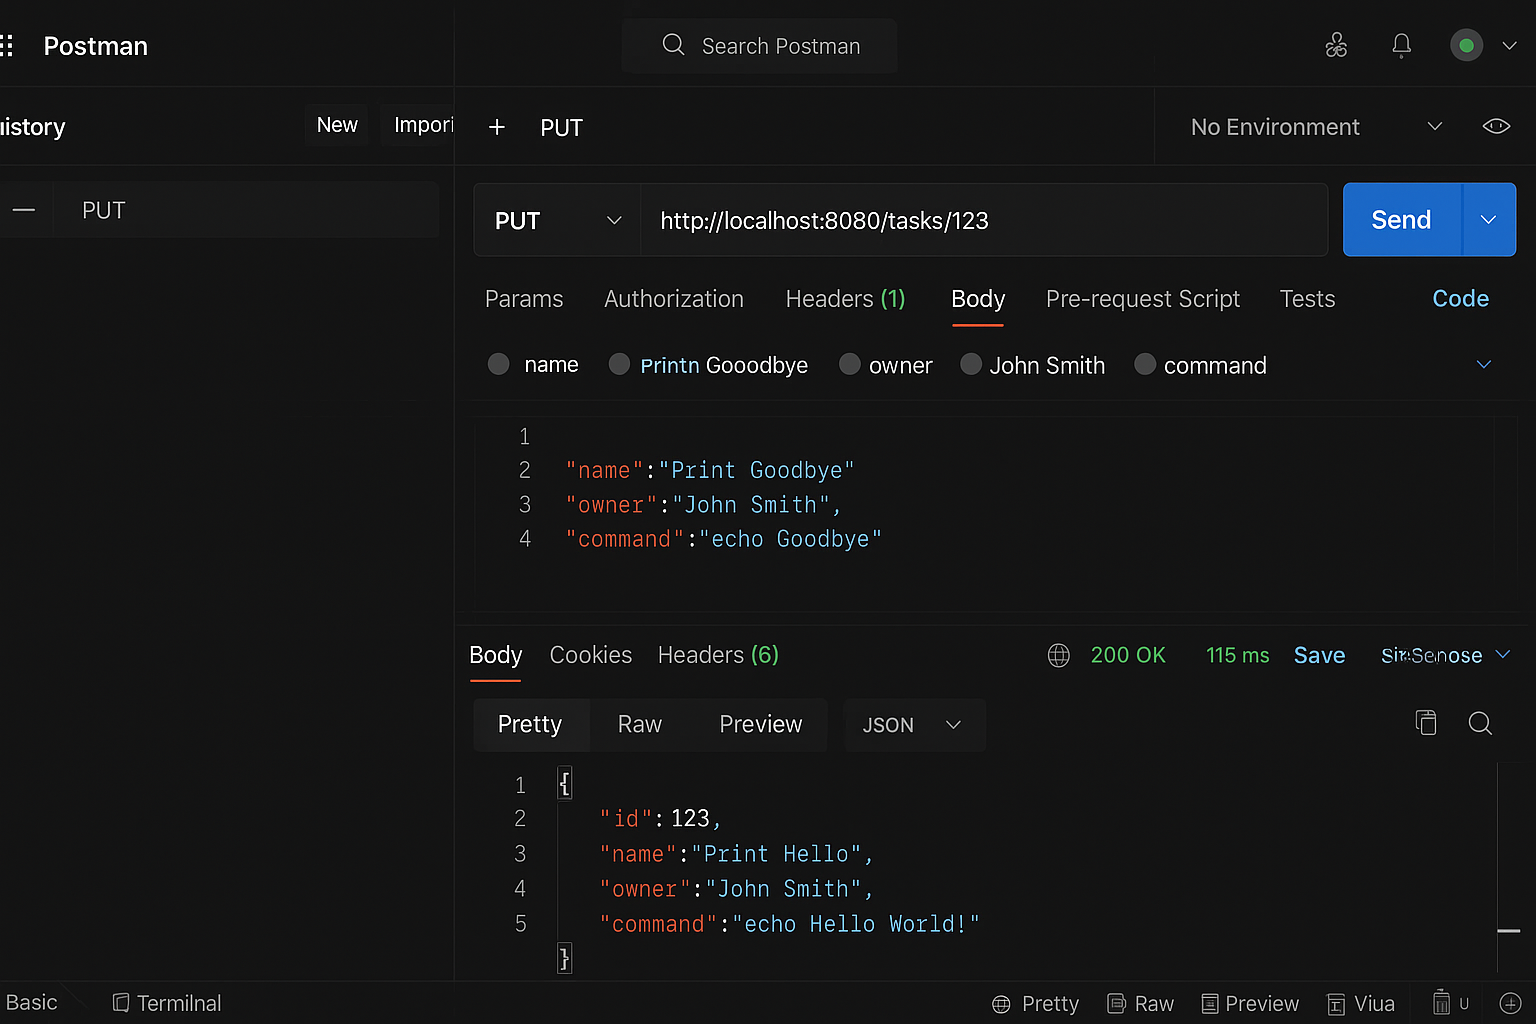 Postman
Search Postman
istory
New
Impori
+ PUT
No Environment
PUT
PUT
http://localhost:8080/tasks/123
Send
Params Authorization Headers (1) Body Pre-request Script Tests Code
name Printn Gooodbye owner John Smith command
1
2 "name":"Print Goodbye"
3 "owner":"John Smith",
4 "command":"echo Goodbye"
Body Cookies Headers (6)
200 OK 115 ms Save
Pretty Raw Preview JSON
1 {
2 "id": 123,
3 "name":"Print Hello",
4 "owner":"John Smith",
5 "command":"echo Hello World!"
}
Basic Termilnal
Pretty Raw Preview Viua U